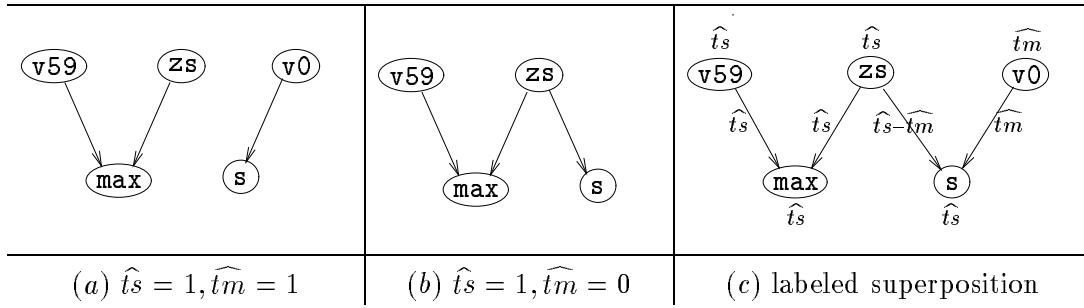 v59 zs v0
max s
(a) t̂s = 1, t̂m = 1
v59 zs
max s
(b) t̂s = 1, t̂m = 0
t̂s t̂s t̂m
v59 zs v0
t̂s t̂s t̂s–t̂m t̂m
max s
t̂s t̂s
(c) labeled superposition